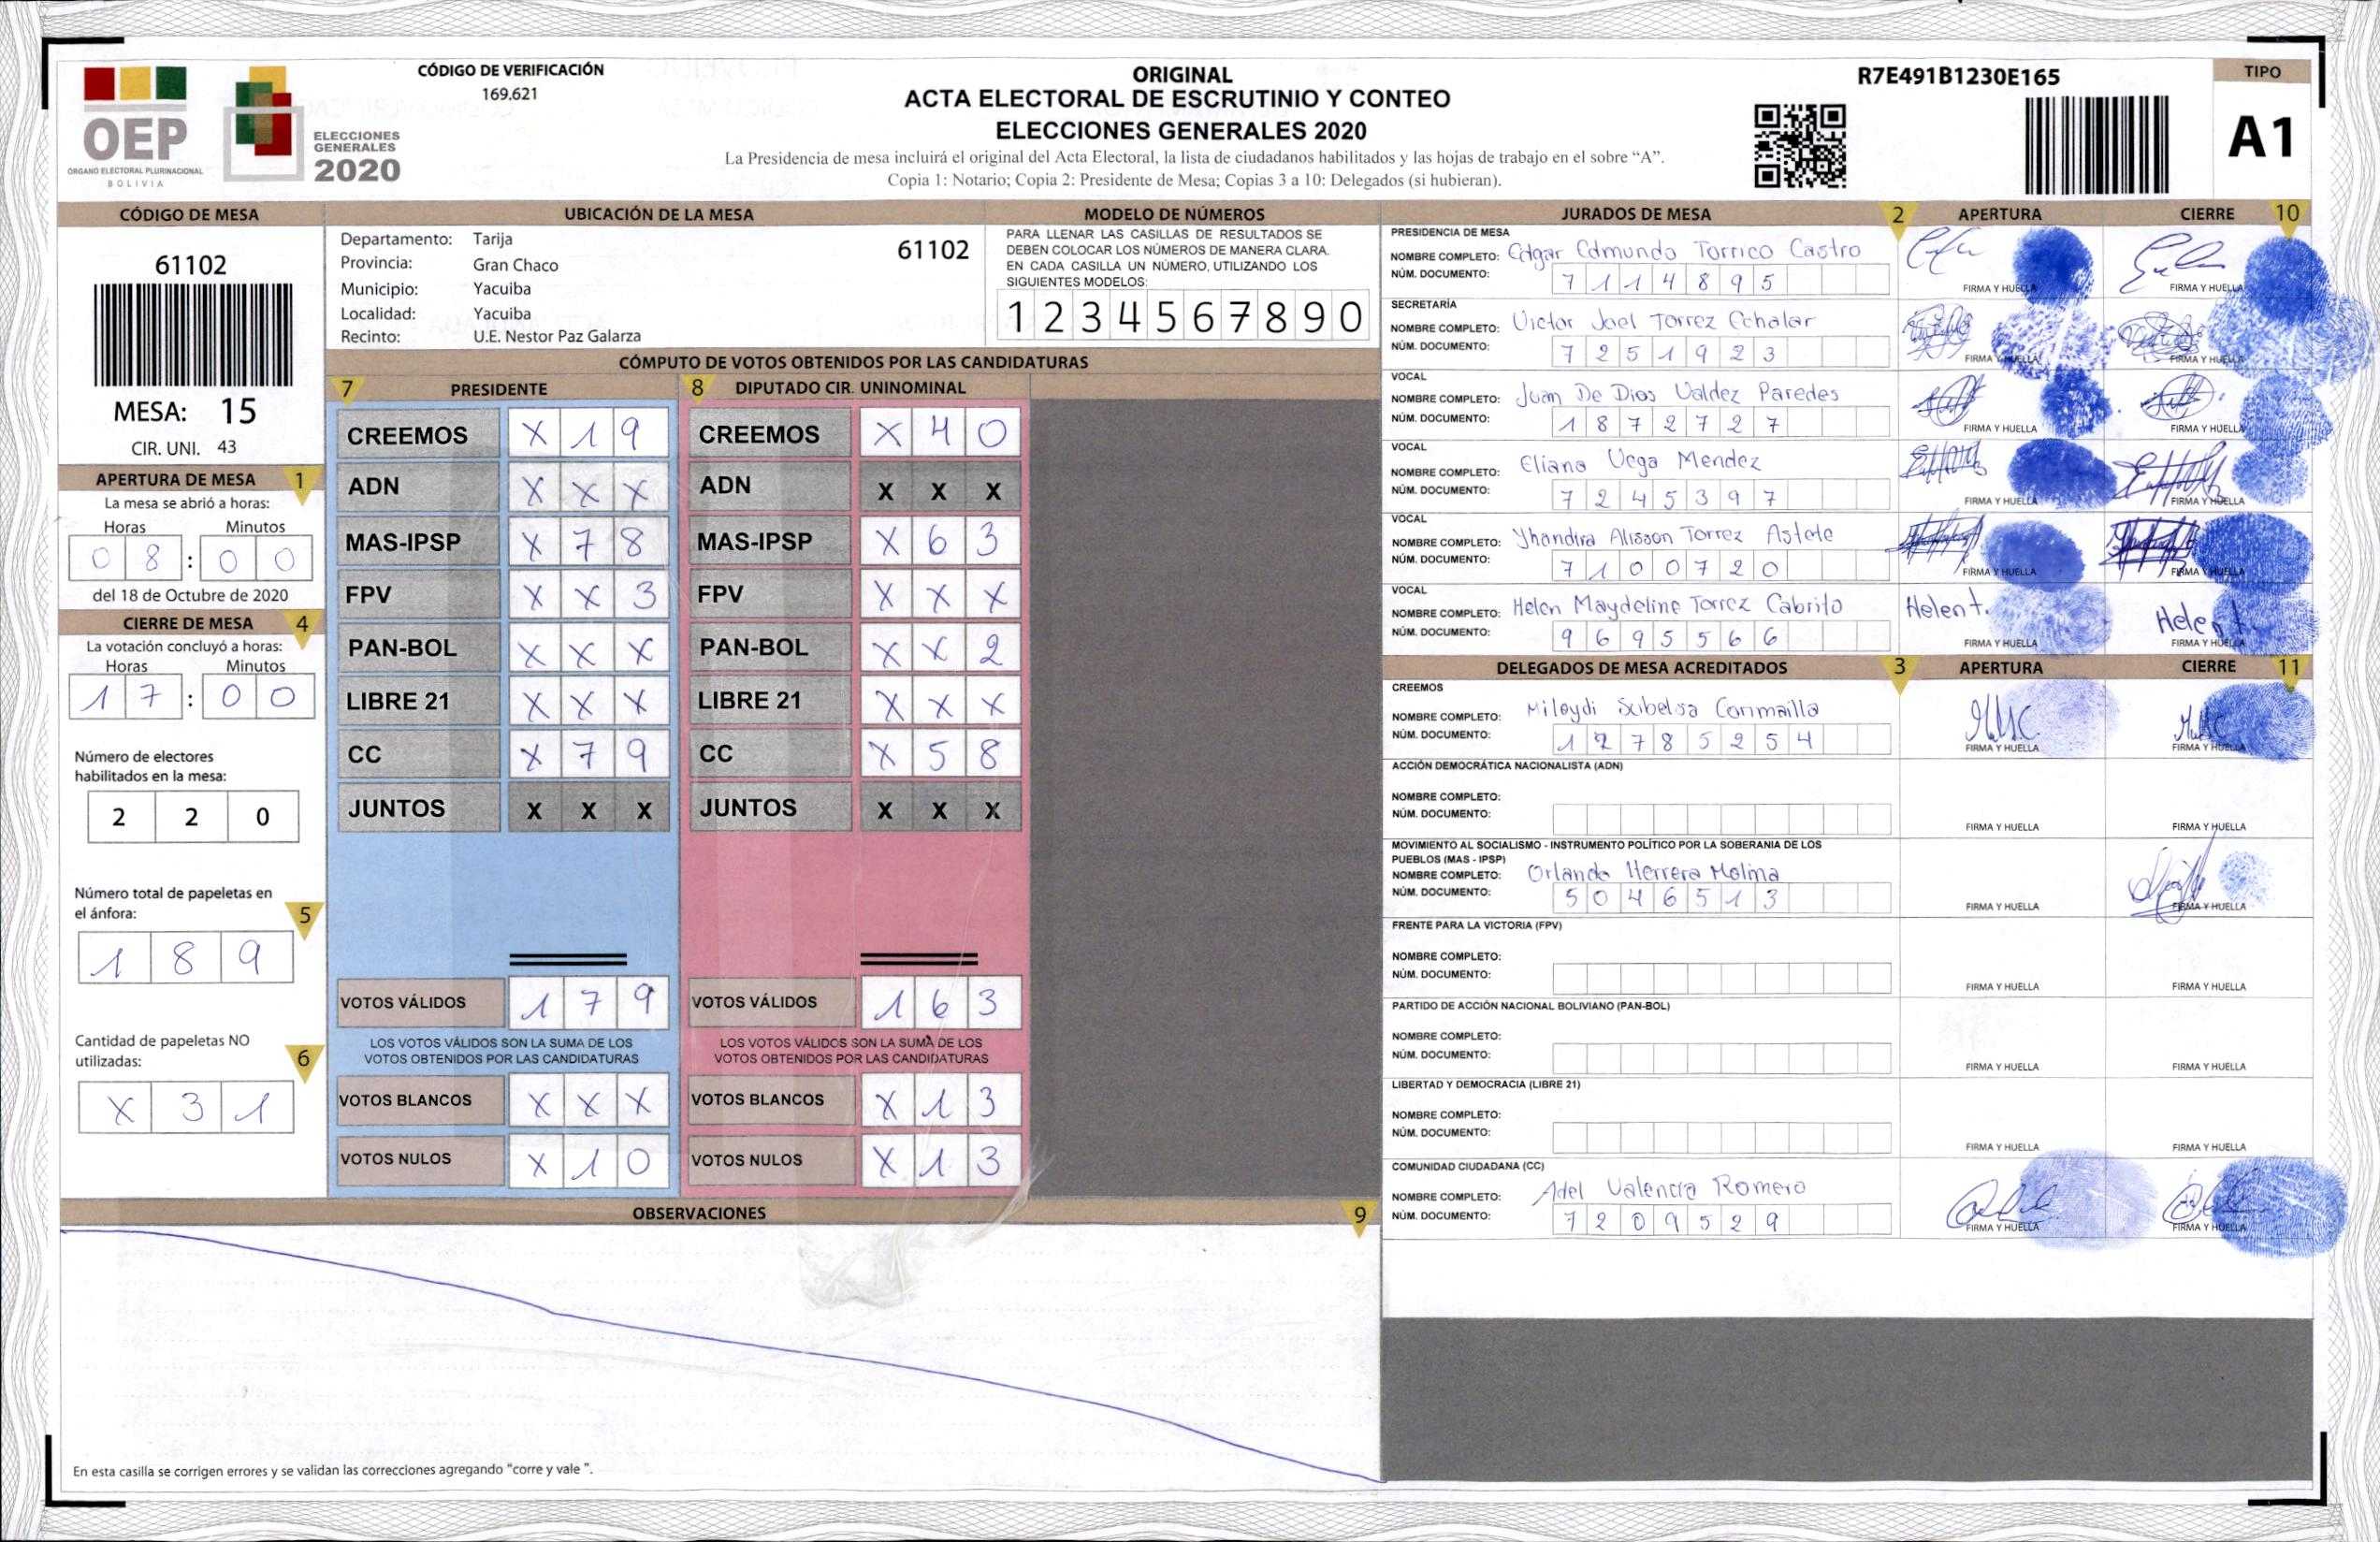 OEP
ÓRGANO ELECTORAL PLURINACIONAL
BOLIVIA
ELECCIONES
GENERALES
2020
CÓDIGO DE VERIFICACIÓN
169.621
ORIGINAL
ACTA ELECTORAL DE ESCRUTINIO Y CONTEO
ELECCIONES GENERALES 2020
La Presidencia de mesa incluirá el original del Acta Electoral, la lista de ciudadanos habilitados y las hojas de trabajo en el sobre “A”.
Copia 1: Notario; Copia 2: Presidente de Mesa; Copias 3 a 10: Delegados (si hubieran).
R7E491B1230E165
TIPO
A1
CÓDIGO DE MESA
61102
MESA: 15
CIR. UNI. 43
APERTURA DE MESA 1
La mesa se abrió a horas:
Horas Minutos
0 8 : 0 0
del 18 de Octubre de 2020
CIERRE DE MESA 4
La votación concluyó a horas:
Horas Minutos
1 7 : 0 0
Número de electores
habilitados en la mesa:
2 2 0
Número total de papeletas en
el ánfora: 5
1 8 9
Cantidad de papeletas NO
utilizadas: 6
X 3 1
UBICACIÓN DE LA MESA
Departamento: Tarija 61102
Provincia: Gran Chaco
Municipio: Yacuiba
Localidad: Yacuiba
Recinto: U.E. Nestor Paz Galarza
MODELO DE NÚMEROS
PARA LLENAR LAS CASILLAS DE RESULTADOS SE
DEBEN COLOCAR LOS NÚMEROS DE MANERA CLARA.
EN CADA CASILLA UN NÚMERO, UTILIZANDO LOS
SIGUIENTES MODELOS:
1 2 3 4 5 6 7 8 9 0
CÓMPUTO DE VOTOS OBTENIDOS POR LAS CANDIDATURAS
7 PRESIDENTE 8 DIPUTADO CIR. UNINOMINAL
CREEMOS X 1 9 CREEMOS X 4 0
ADN X X X ADN X X X
MAS-IPSP X 7 8 MAS-IPSP X 6 3
FPV X X 3 FPV X X X
PAN-BOL X X X PAN-BOL X X 2
LIBRE 21 X X X LIBRE 21 X X X
CC X 7 9 CC X 5 8
JUNTOS X X X JUNTOS X X X
VOTOS VÁLIDOS 1 7 9 VOTOS VÁLIDOS 1 6 3
LOS VOTOS VÁLIDOS SON LA SUMA DE LOS LOS VOTOS VÁLIDOS SON LA SUMA DE LOS
VOTOS OBTENIDOS POR LAS CANDIDATURAS VOTOS OBTENIDOS POR LAS CANDIDATURAS
VOTOS BLANCOS X X X VOTOS BLANCOS X 1 3
VOTOS NULOS X 1 0 VOTOS NULOS X 1 3
OBSERVACIONES 9
En esta casilla se corrigen errores y se validan las correcciones agregando "corre y vale ".
JURADOS DE MESA 2 APERTURA CIERRE 10
PRESIDENCIA DE MESA
NOMBRE COMPLETO: Edgar Edmundo Torrico Castro
NÚM. DOCUMENTO: 7 1 1 4 8 9 5
FIRMA Y HUELLA FIRMA Y HUELLA
SECRETARÍA
NOMBRE COMPLETO: Victor Joel Torrez Echalar
NÚM. DOCUMENTO: 7 2 5 1 9 2 3
FIRMA Y HUELLA FIRMA Y HUELLA
VOCAL
NOMBRE COMPLETO: Juan De Dios Valdez Paredes
NÚM. DOCUMENTO: 1 8 7 2 7 2 7
FIRMA Y HUELLA FIRMA Y HUELLA
VOCAL
NOMBRE COMPLETO: Eliana Vega Mendez
NÚM. DOCUMENTO: 7 2 4 5 3 9 7
FIRMA Y HUELLA FIRMA Y HUELLA
VOCAL
NOMBRE COMPLETO: Jhandira Alisson Torrez Astete
NÚM. DOCUMENTO: 7 1 0 0 7 2 0
FIRMA Y HUELLA FIRMA Y HUELLA
VOCAL
NOMBRE COMPLETO: Helen Maydeline Torrez Cabrito
NÚM. DOCUMENTO: 9 6 9 5 5 6 6
Helen t. Helen t.
FIRMA Y HUELLA FIRMA Y HUELLA
DELEGADOS DE MESA ACREDITADOS 3 APERTURA CIERRE 11
CREEMOS
NOMBRE COMPLETO: Mileydi Subelsa
NÚM. DOCUMENTO: 1 2 7 8 5 2 5 4
FIRMA Y HUELLA FIRMA Y HUELLA
ACCIÓN DEMOCRÁTICA NACIONALISTA (ADN)
NOMBRE COMPLETO:
NÚM. DOCUMENTO:
FIRMA Y HUELLA FIRMA Y HUELLA
MOVIMIENTO AL SOCIALISMO - INSTRUMENTO POLÍTICO POR LA SOBERANIA DE LOS
PUEBLOS (MAS - IPSP)
NOMBRE COMPLETO: Orlando Herrera Molina
NÚM. DOCUMENTO: 5 0 4 6 5 1 3
FIRMA Y HUELLA FIRMA Y HUELLA
FRENTE PARA LA VICTORIA (FPV)
NOMBRE COMPLETO:
NÚM. DOCUMENTO:
FIRMA Y HUELLA FIRMA Y HUELLA
PARTIDO DE ACCIÓN NACIONAL BOLIVIANO (PAN-BOL)
NOMBRE COMPLETO:
NÚM. DOCUMENTO:
FIRMA Y HUELLA FIRMA Y HUELLA
LIBERTAD Y DEMOCRACIA (LIBRE 21)
NOMBRE COMPLETO:
NÚM. DOCUMENTO:
FIRMA Y HUELLA FIRMA Y HUELLA
COMUNIDAD CIUDADANA (CC)
NOMBRE COMPLETO: Adel Valencia Romero
NÚM. DOCUMENTO: 7 2 0 9 5 2 9
FIRMA Y HUELLA FIRMA Y HUELLA